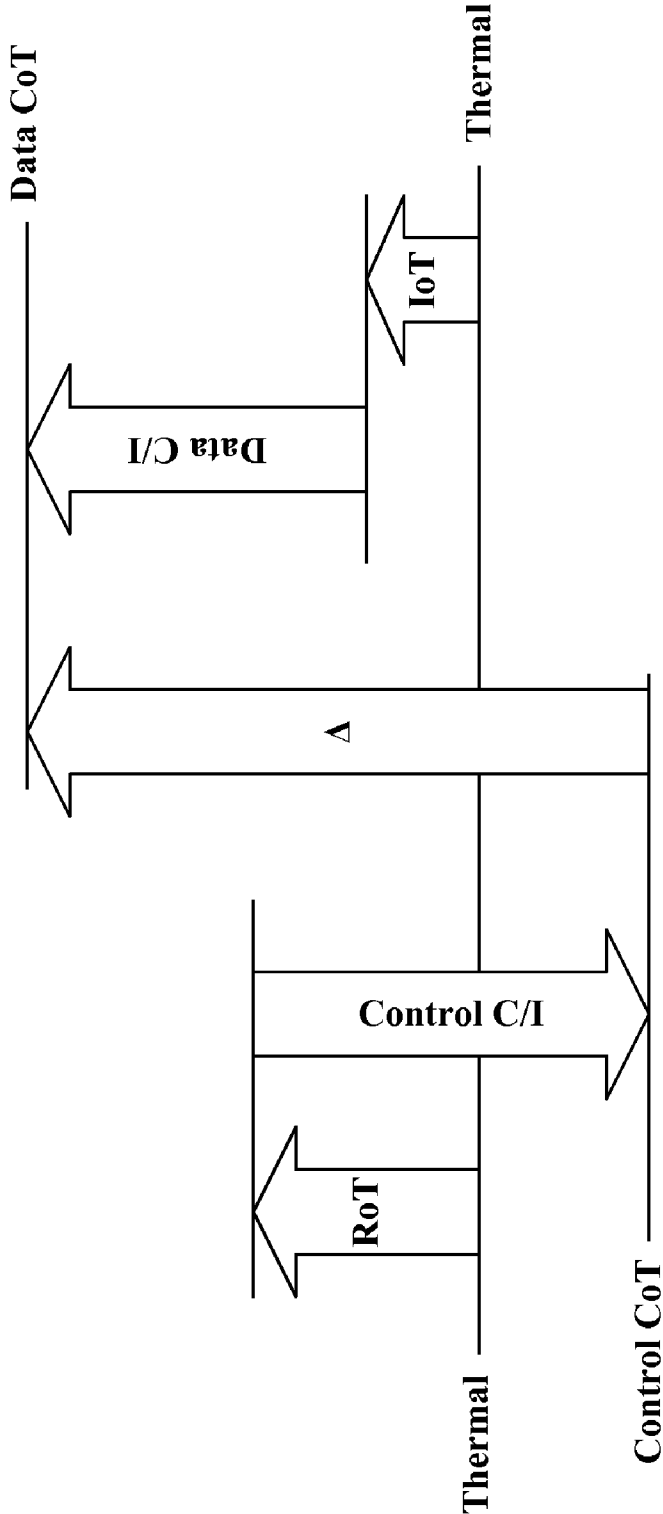 Data CoT
Thermal
IoT
Data C/I
Δ
Control C/I
RoT
Thermal
Control CoT